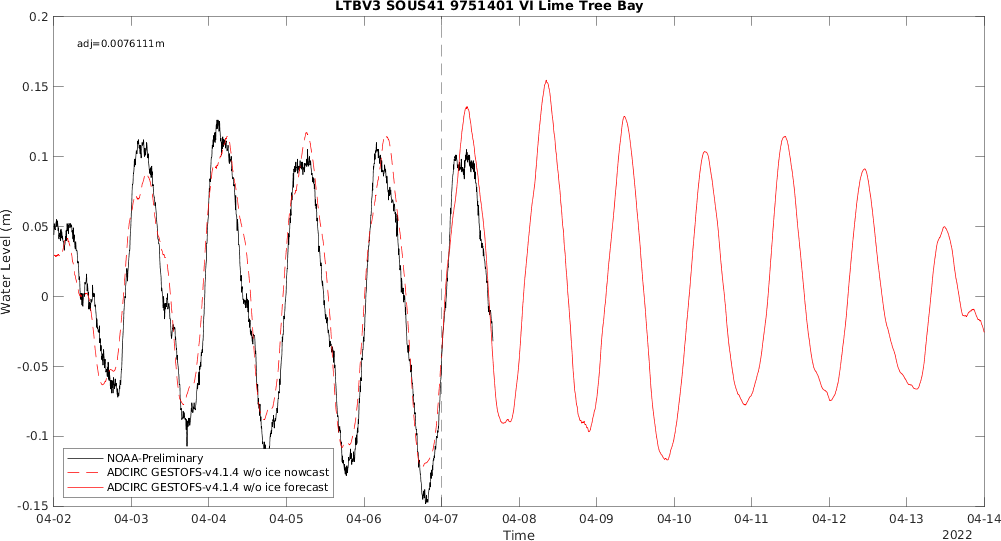 LTBV3 SOUS41 9751401 VI Lime Tree Bay
adj=0.0076111m
Water Level (m)
0.2
0.15
0.1
0.05
0
-0.05
-0.1
-0.15
NOAA-Preliminary
ADCIRC GESTOFS-v4.1.4 w/o ice nowcast
ADCIRC GESTOFS-v4.1.4 w/o ice forecast
04-02 04-03 04-04 04-05 04-06 04-07 04-08 04-09 04-10 04-11 04-12 04-13 04-14
Time
2022